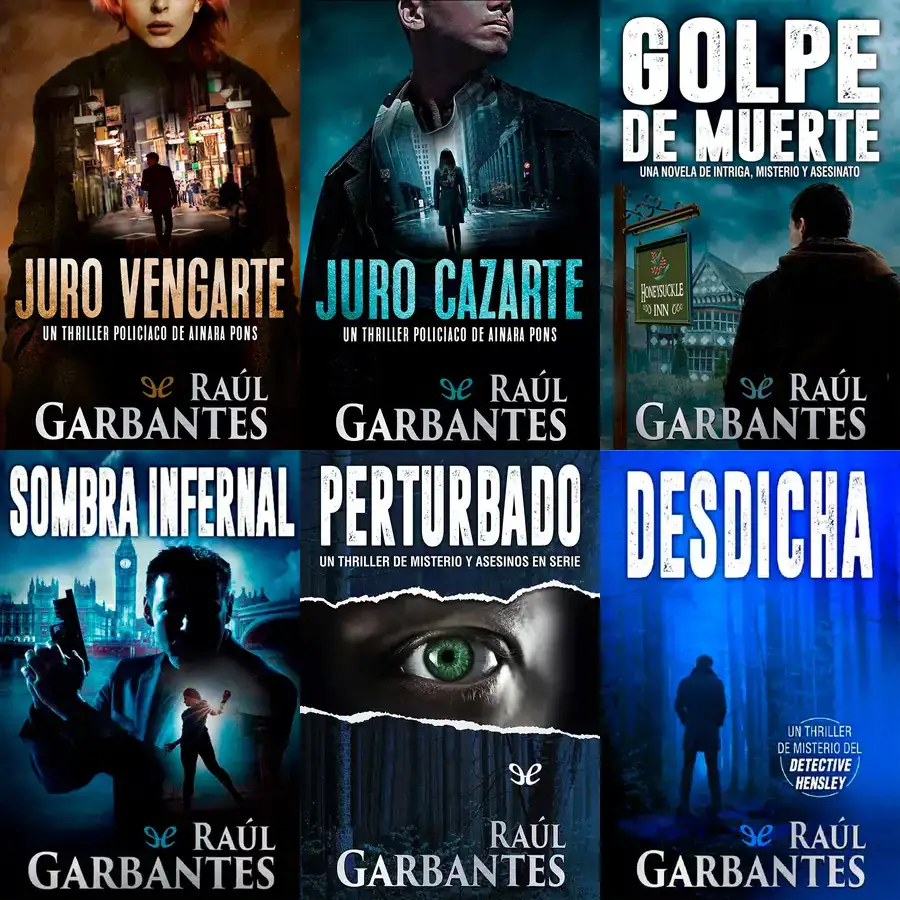 JURO VENGARTE
UN THRILLER POLICIACO DE AINARA PONS
RAÚL
GARBANTES
JURO CAZARTE
UN THRILLER POLICIACO DE AINARA PONS
RAÚL
GARBANTES
GOLPE
DE MUERTE
UNA NOVELA DE INTRIGA, MISTERIO Y ASESINATO
HONEYSUCKLE
INN
RAÚL
GARBANTES
SOMBRA INFERNAL
RAÚL
GARBANTES
PERTURBADO
UN THRILLER DE MISTERIO Y ASESINOS EN SERIE
RAÚL
GARBANTES
DESDICHA
UN THRILLER
DE MISTERIO DEL
DETECTIVE
HENSLEY
RAÚL
GARBANTES